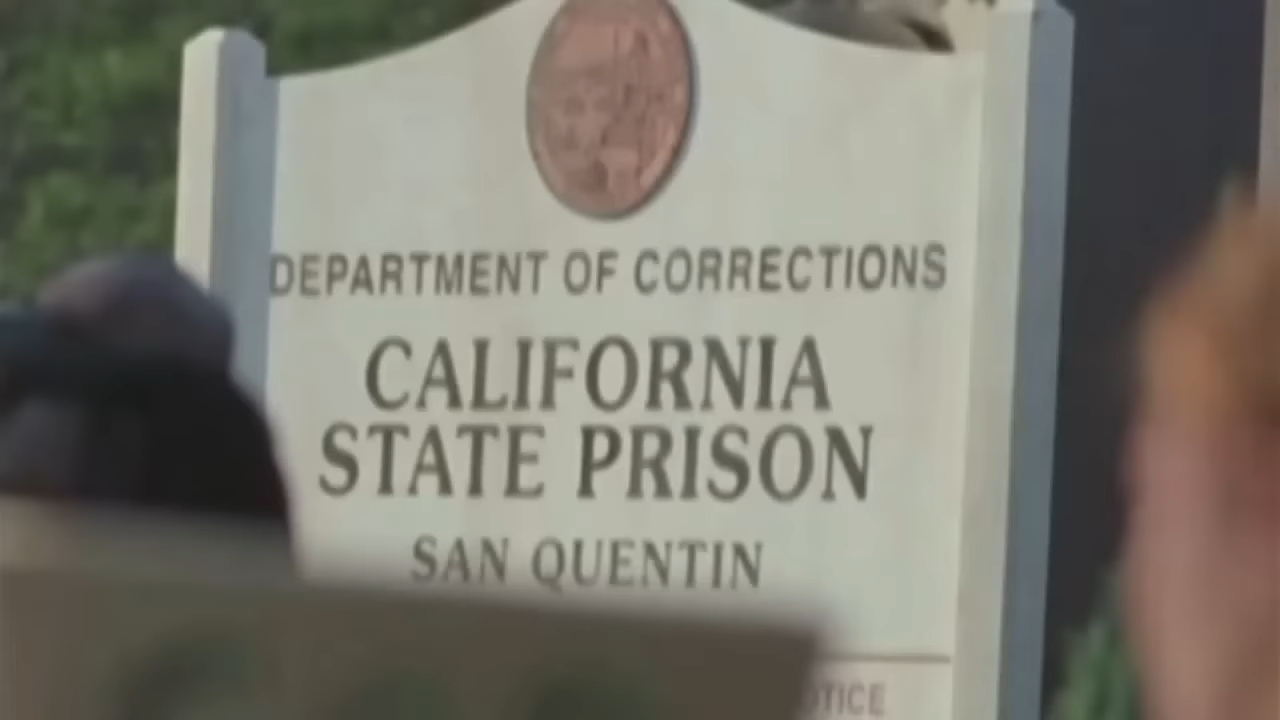 DEPARTMENT OF CORRECTIONS
CALIFORNIA
STATE PRISON
SAN QUENTIN